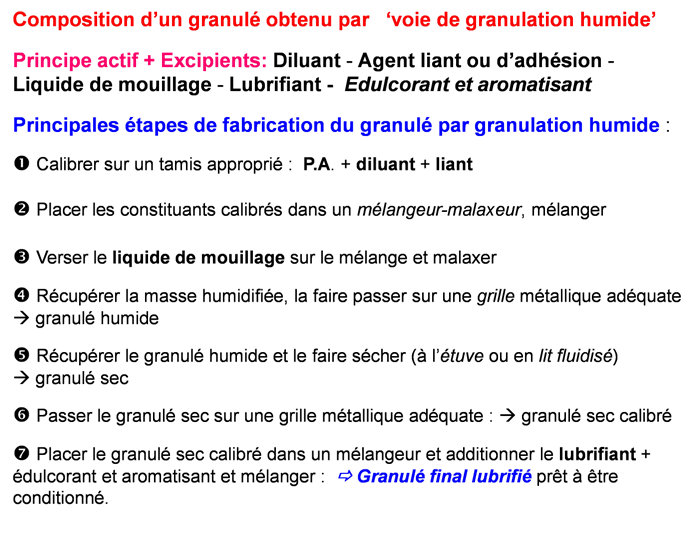 Composition d’un granulé obtenu par ‘voie de granulation humide’
Principe actif + Excipients: Diluant - Agent liant ou d’adhésion -
Liquide de mouillage - Lubrifiant - Edulcorant et aromatisant
Principales étapes de fabrication du granulé par granulation humide :
❶ Calibrer sur un tamis approprié : P.A. + diluant + liant
❷ Placer les constituants calibrés dans un mélangeur-malaxeur, mélanger
❸ Verser le liquide de mouillage sur le mélange et malaxer
❹ Récupérer la masse humidifiée, la faire passer sur une grille métallique adéquate
→ granulé humide
❺ Récupérer le granulé humide et le faire sécher (à l’étuve ou en lit fluidisé)
→ granulé sec
❻ Passer le granulé sec sur une grille métallique adéquate : → granulé sec calibré
❼ Placer le granulé sec calibré dans un mélangeur et additionner le lubrifiant +
édulcorant et aromatisant et mélanger : ⇨ Granulé final lubrifié prêt à être
conditionné.